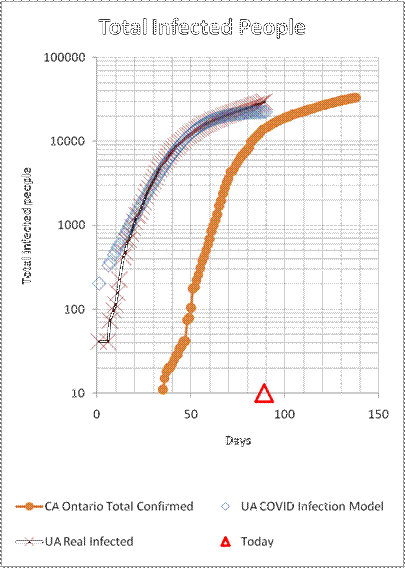 Total Infected People
100000
10000
1000
100
10
Total infected people
0 50 100 150
Days
CA Ontario Total Confirmed UA COVID Infection Model
UA Real Infected Today